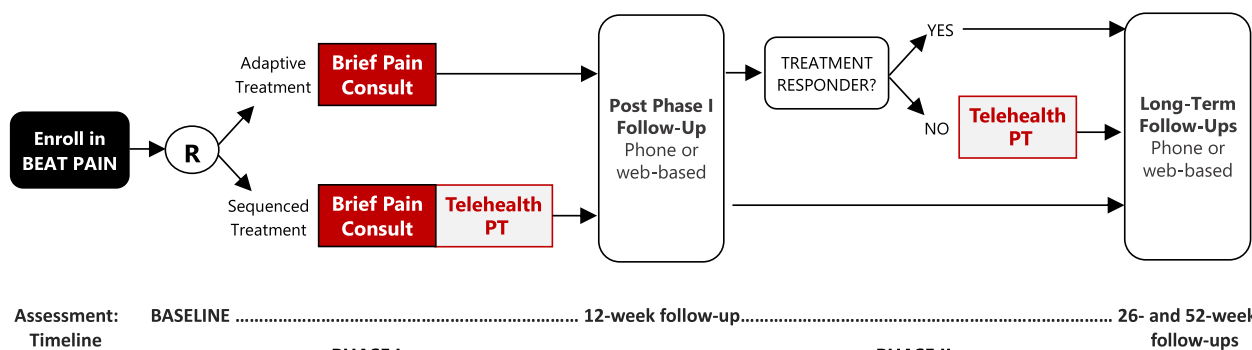 Enroll in
BEAT PAIN
R
Adaptive
Treatment
Brief Pain
Consult
Sequenced
Treatment
Brief Pain
Consult
Telehealth
PT
Post Phase I
Follow-Up
Phone or
web-based
TREATMENT
RESPONDER?
YES
NO
Telehealth
PT
Long-Term
Follow-Ups
Phone or
web-based
Assessment: BASELINE ........................................................ 12-week follow-up............................................................ 26- and 52-week
Timeline follow-ups